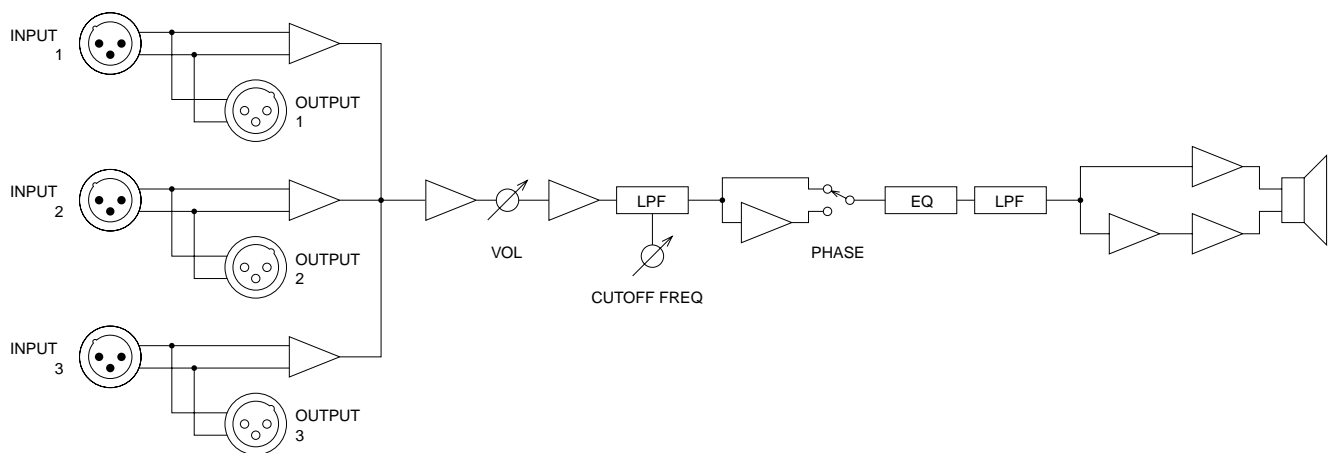 INPUT
1
OUTPUT
1
INPUT
2
OUTPUT
2
INPUT
3
OUTPUT
3
VOL
LPF
CUTOFF FREQ
PHASE
EQ
LPF